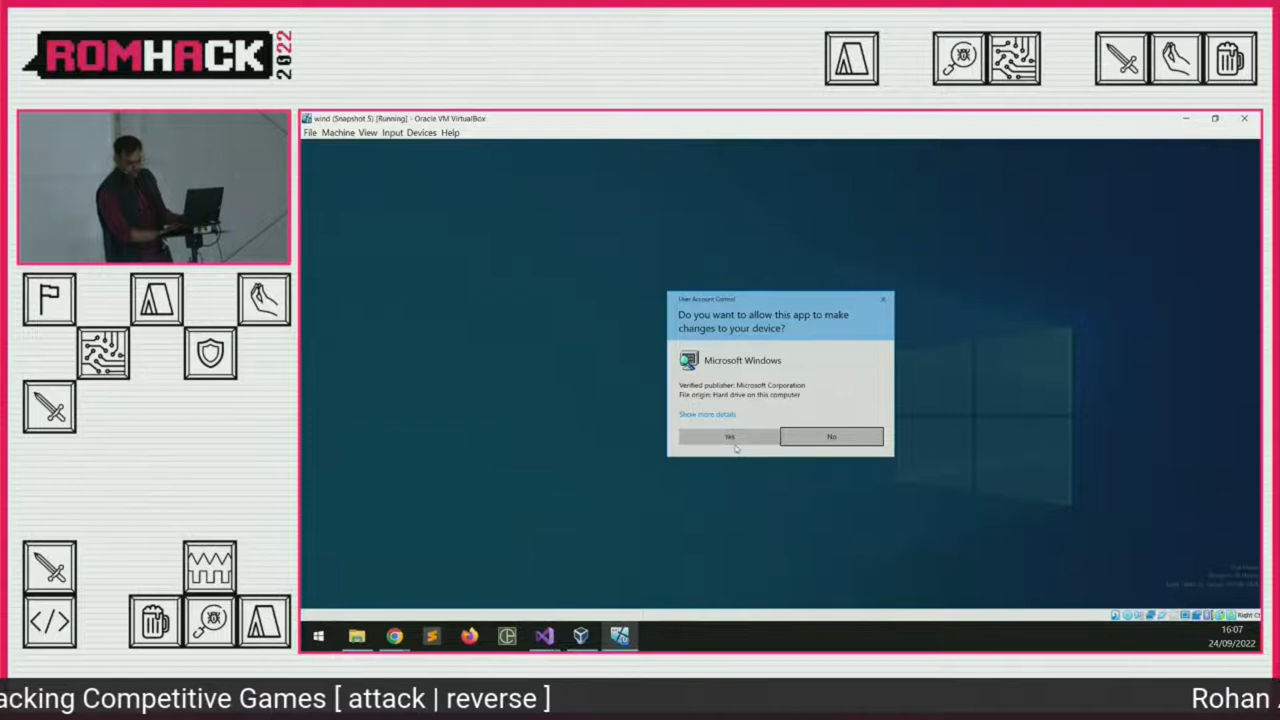 ROMHACK
2022
wind (Snapshot 5) [Running] - Oracle VM VirtualBox
File Machine View Input Devices Help
User Account Control
Do you want to allow this app to make
changes to your device?
Microsoft Windows
Verified publisher: Microsoft Corporation
File origin: Hard drive on this computer
Show more details
Yes
No
</>
Right C
16:07
24/09/2022
acking Competitive Games [ attack | reverse ]
Rohan